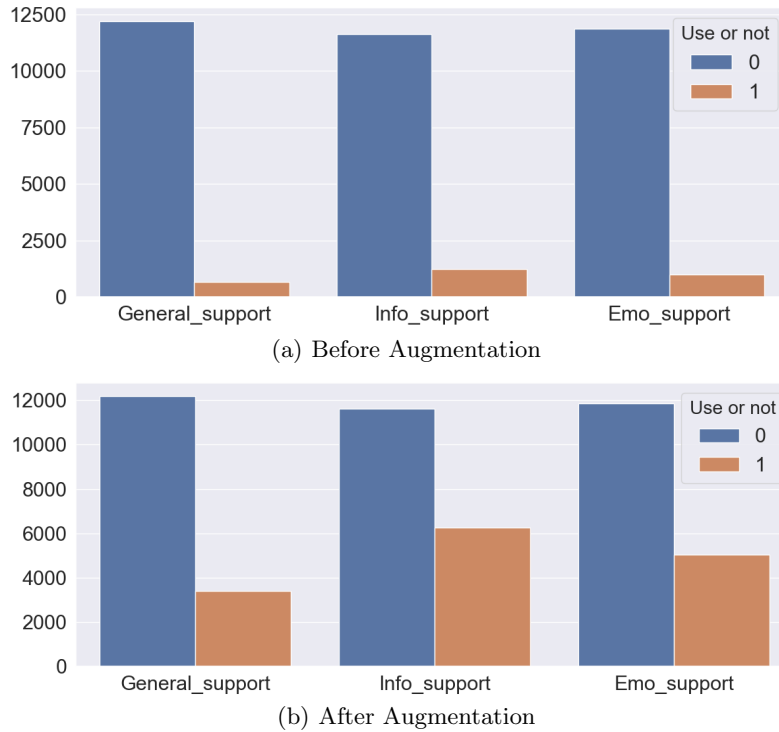 12500
10000
7500
5000
2500
0
Use or not
0
1
General_support Info_support Emo_support
(a) Before Augmentation
12000
10000
8000
6000
4000
2000
0
Use or not
0
1
General_support Info_support Emo_support
(b) After Augmentation